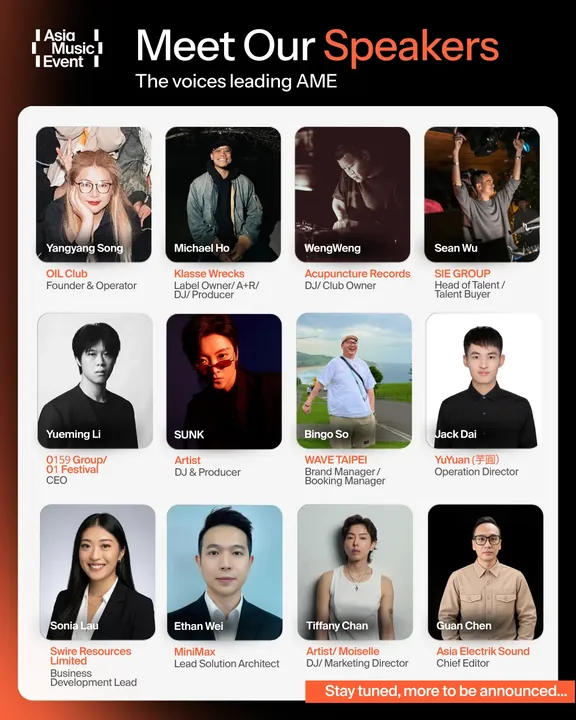 Asia
Music
Event
Meet Our Speakers
The voices leading AME
Yangyang Song
OIL Club
Founder & Operator
Michael Ho
Klasse Wrecks
Label Owner/ A+R/
DJ/ Producer
WengWeng
Acupuncture Records
DJ/ Club Owner
Sean Wu
SIE GROUP
Head of Talent /
Talent Buyer
Yueming Li
0159 Group/
01 Festival
CEO
SUNK
Artist
DJ & Producer
Bingo So
WAVE TAIPEI
Brand Manager /
Booking Manager
Jack Dai
YuYuan (芋圆)
Operation Director
Sonia Lau
Swire Resources
Limited
Business
Development Lead
Ethan Wei
MiniMax
Lead Solution Architect
Tiffany Chan
Artist/ Moiselle
DJ/ Marketing Director
Guan Chen
Asia Electrik Sound
Chief Editor
Stay tuned, more to be announced...